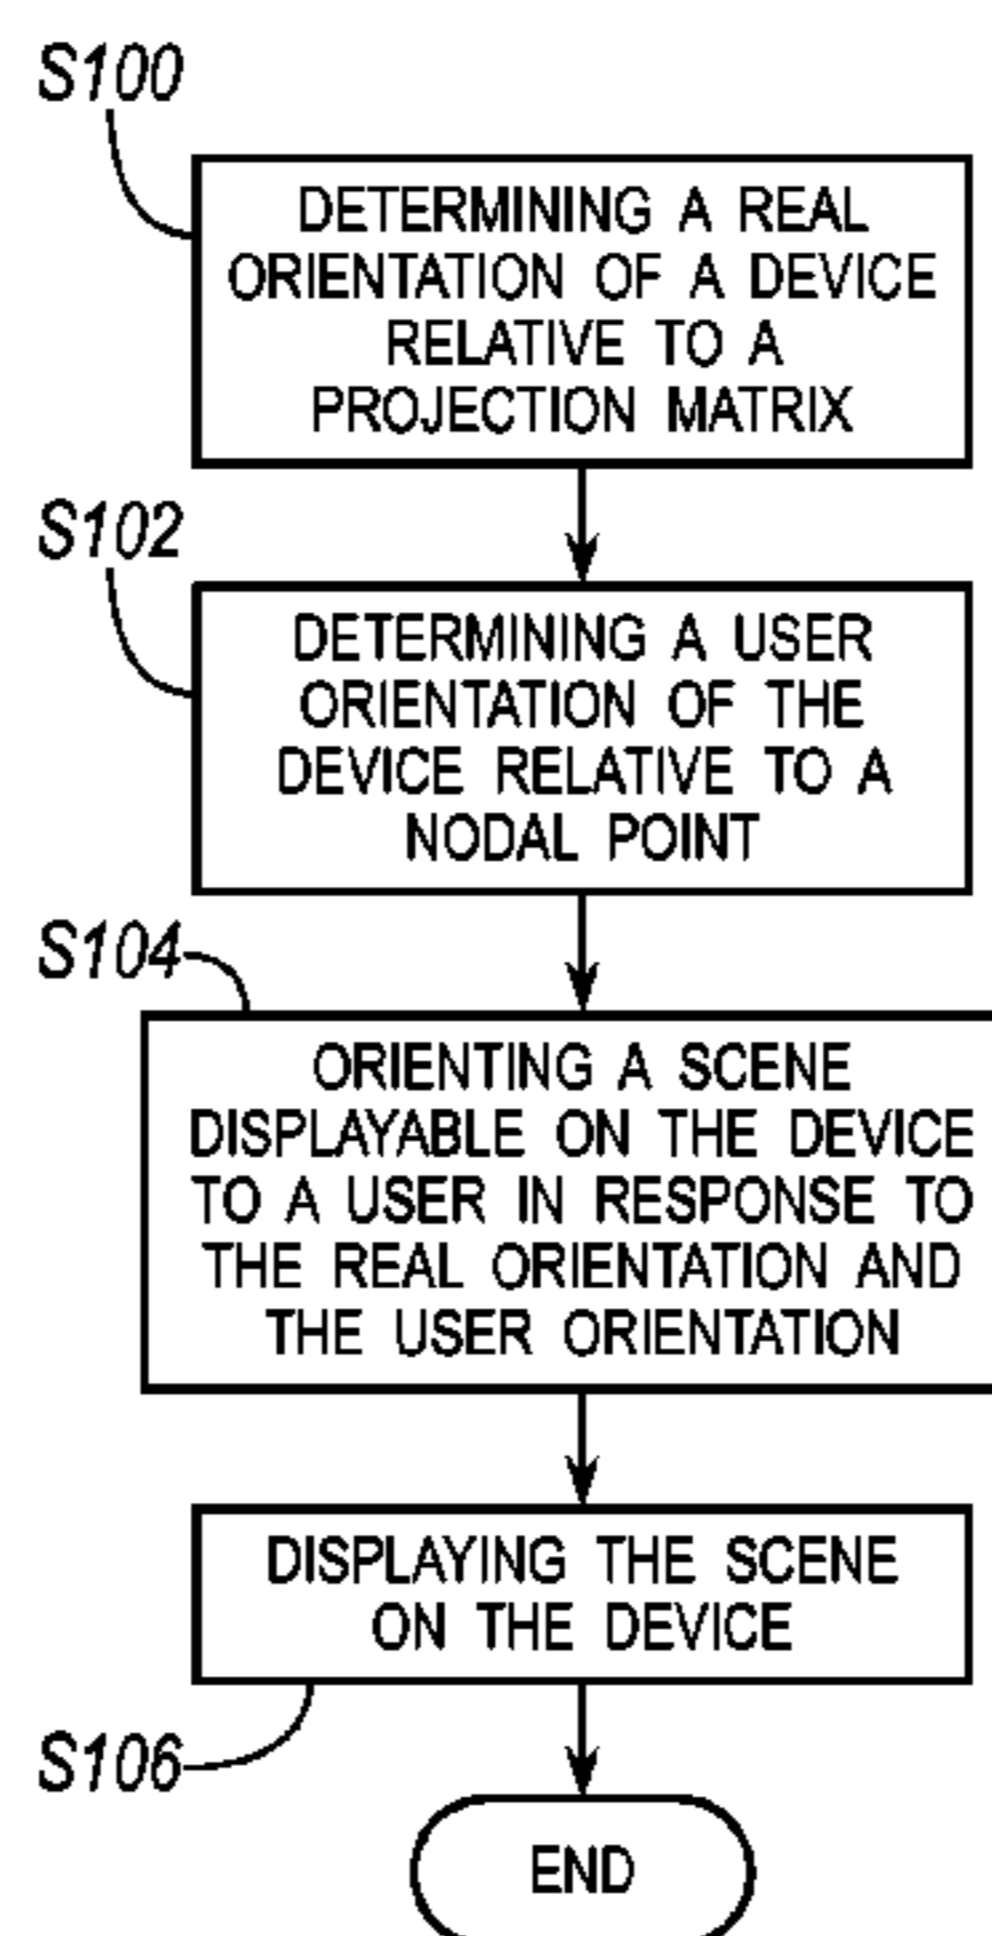 S100
DETERMINING A REAL
ORIENTATION OF A DEVICE
RELATIVE TO A
PROJECTION MATRIX
S102
DETERMINING A USER
ORIENTATION OF THE
DEVICE RELATIVE TO A
NODAL POINT
S104
ORIENTING A SCENE
DISPLAYABLE ON THE DEVICE
TO A USER IN RESPONSE TO
THE REAL ORIENTATION AND
THE USER ORIENTATION
DISPLAYING THE SCENE
ON THE DEVICE
S106
END